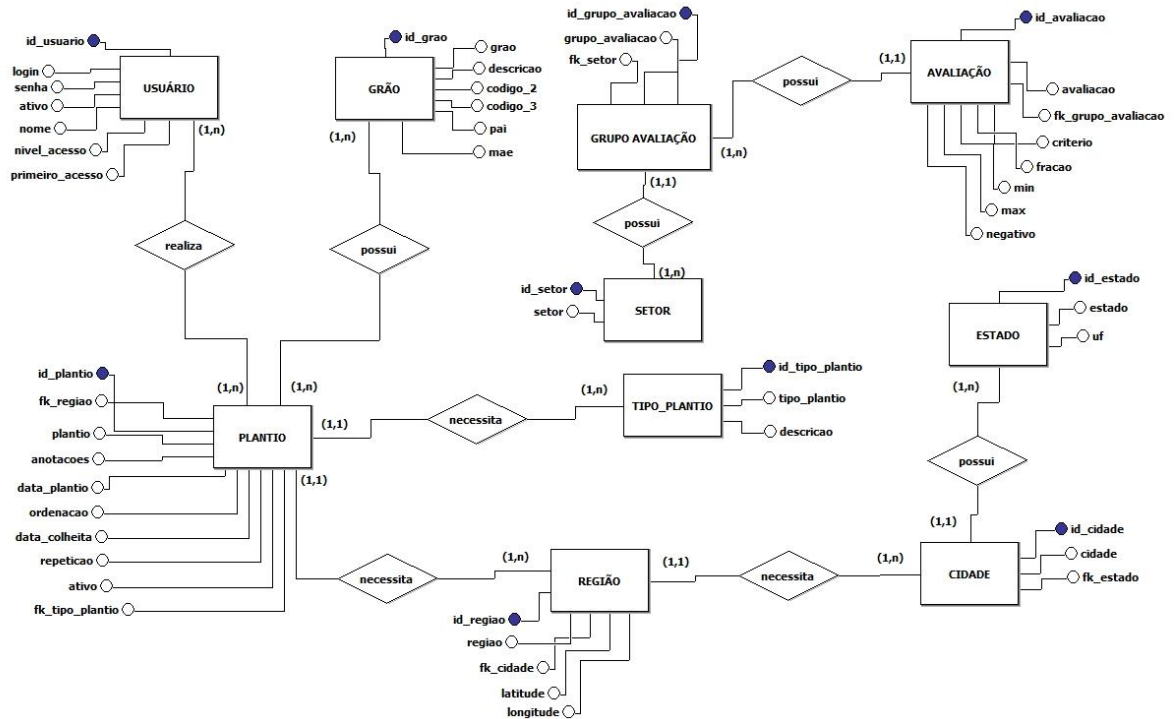 id_usuario
login
senha
ativo
nome
nivel_acesso
primeiro_acesso
USUÁRIO
(1,n)
realiza
id_grao
grao
descricao
codigo_2
codigo_3
pai
mae
GRÃO
(1,n)
possui
id_grupo_avaliacao
grupo_avaliacao
fk_setor
GRUPO AVALIAÇÃO
(1,n)
(1,1)
possui
(1,1)
possui
(1,n)
id_setor
setor
SETOR
id_avaliacao
AVALIAÇÃO
avaliacao
fk_grupo_avaliacao
criterio
fracao
min
max
negativo
id_estado
estado
uf
ESTADO
(1,n)
possui
(1,1)
id_plantio
fk_regiao
plantio
anotacoes
data_plantio
ordenacao
data_colheita
repeticao
ativo
fk_tipo_plantio
(1,n)
(1,n)
PLANTIO
(1,1)
(1,1)
necessita
(1,n)
TIPO_PLANTIO
id_tipo_plantio
tipo_plantio
descricao
necessita
(1,n)
REGIÃO
(1,1)
id_regiao
regiao
fk_cidade
latitude
longitude
necessita
(1,n)
CIDADE
id_cidade
cidade
fk_estado